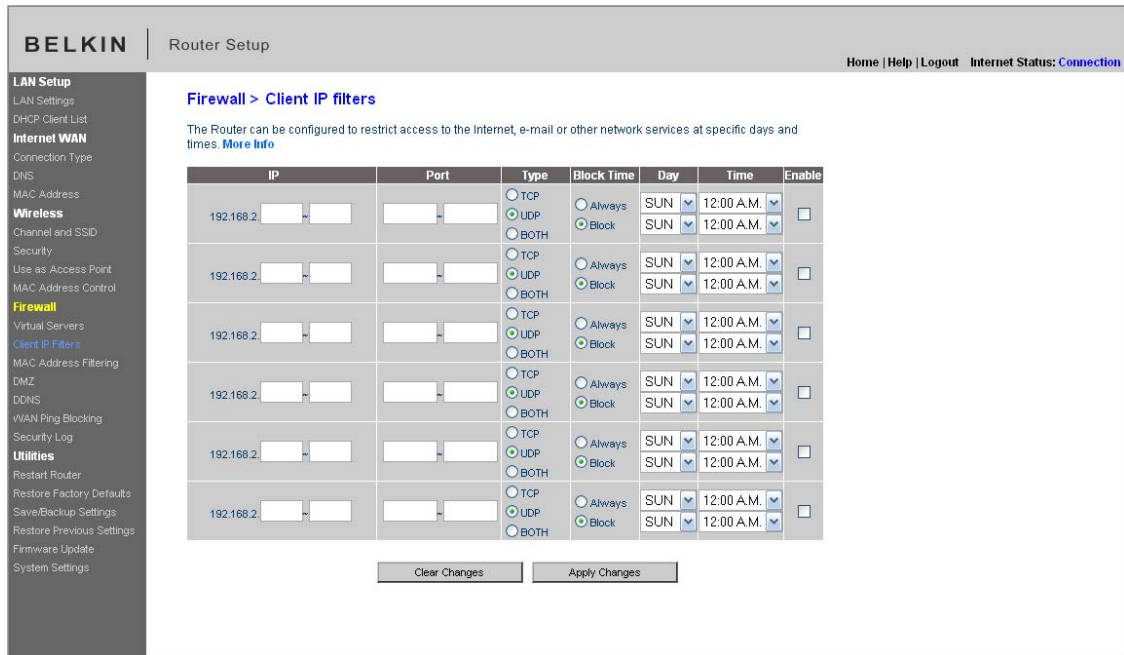 BELKIN
Router Setup
Home | Help | Logout Internet Status: Connection
LAN Setup
LAN Settings
DHCP Client List
Internet WAN
Connection Type
DNS
MAC Address
Wireless
Channel and SSID
Security
Use as Access Point
MAC Address Control
Firewall
Virtual Servers
Client IP Filters
MAC Address Filtering
DMZ
DDNS
WAN Ping Blocking
Security Log
Utilities
Restart Router
Restore Factory Defaults
Save/Backup Settings
Restore Previous Settings
Firmware Update
System Settings
Firewall > Client IP filters
The Router can be configured to restrict access to the Internet, e-mail or other network services at specific days and
times. More Info
IP Port Type Block Time Day Time Enable
192.168.2. ~ ~ TCP UDP BOTH Always Block SUN 12:00 A.M. SUN 12:00 A.M.
192.168.2. ~ ~ TCP UDP BOTH Always Block SUN 12:00 A.M. SUN 12:00 A.M.
192.168.2. ~ ~ TCP UDP BOTH Always Block SUN 12:00 A.M. SUN 12:00 A.M.
192.168.2. ~ ~ TCP UDP BOTH Always Block SUN 12:00 A.M. SUN 12:00 A.M.
192.168.2. ~ ~ TCP UDP BOTH Always Block SUN 12:00 A.M. SUN 12:00 A.M.
192.168.2. ~ ~ TCP UDP BOTH Always Block SUN 12:00 A.M. SUN 12:00 A.M.
Clear Changes Apply Changes